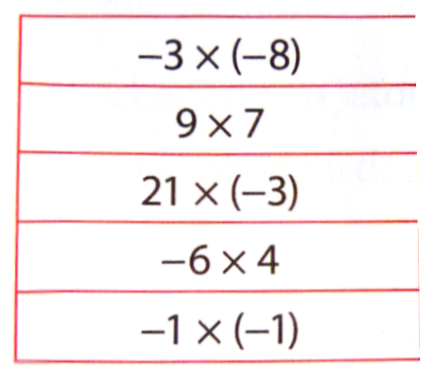 −3 × (−8)
9 × 7
21 × (−3)
−6 × 4
−1 × (−1)